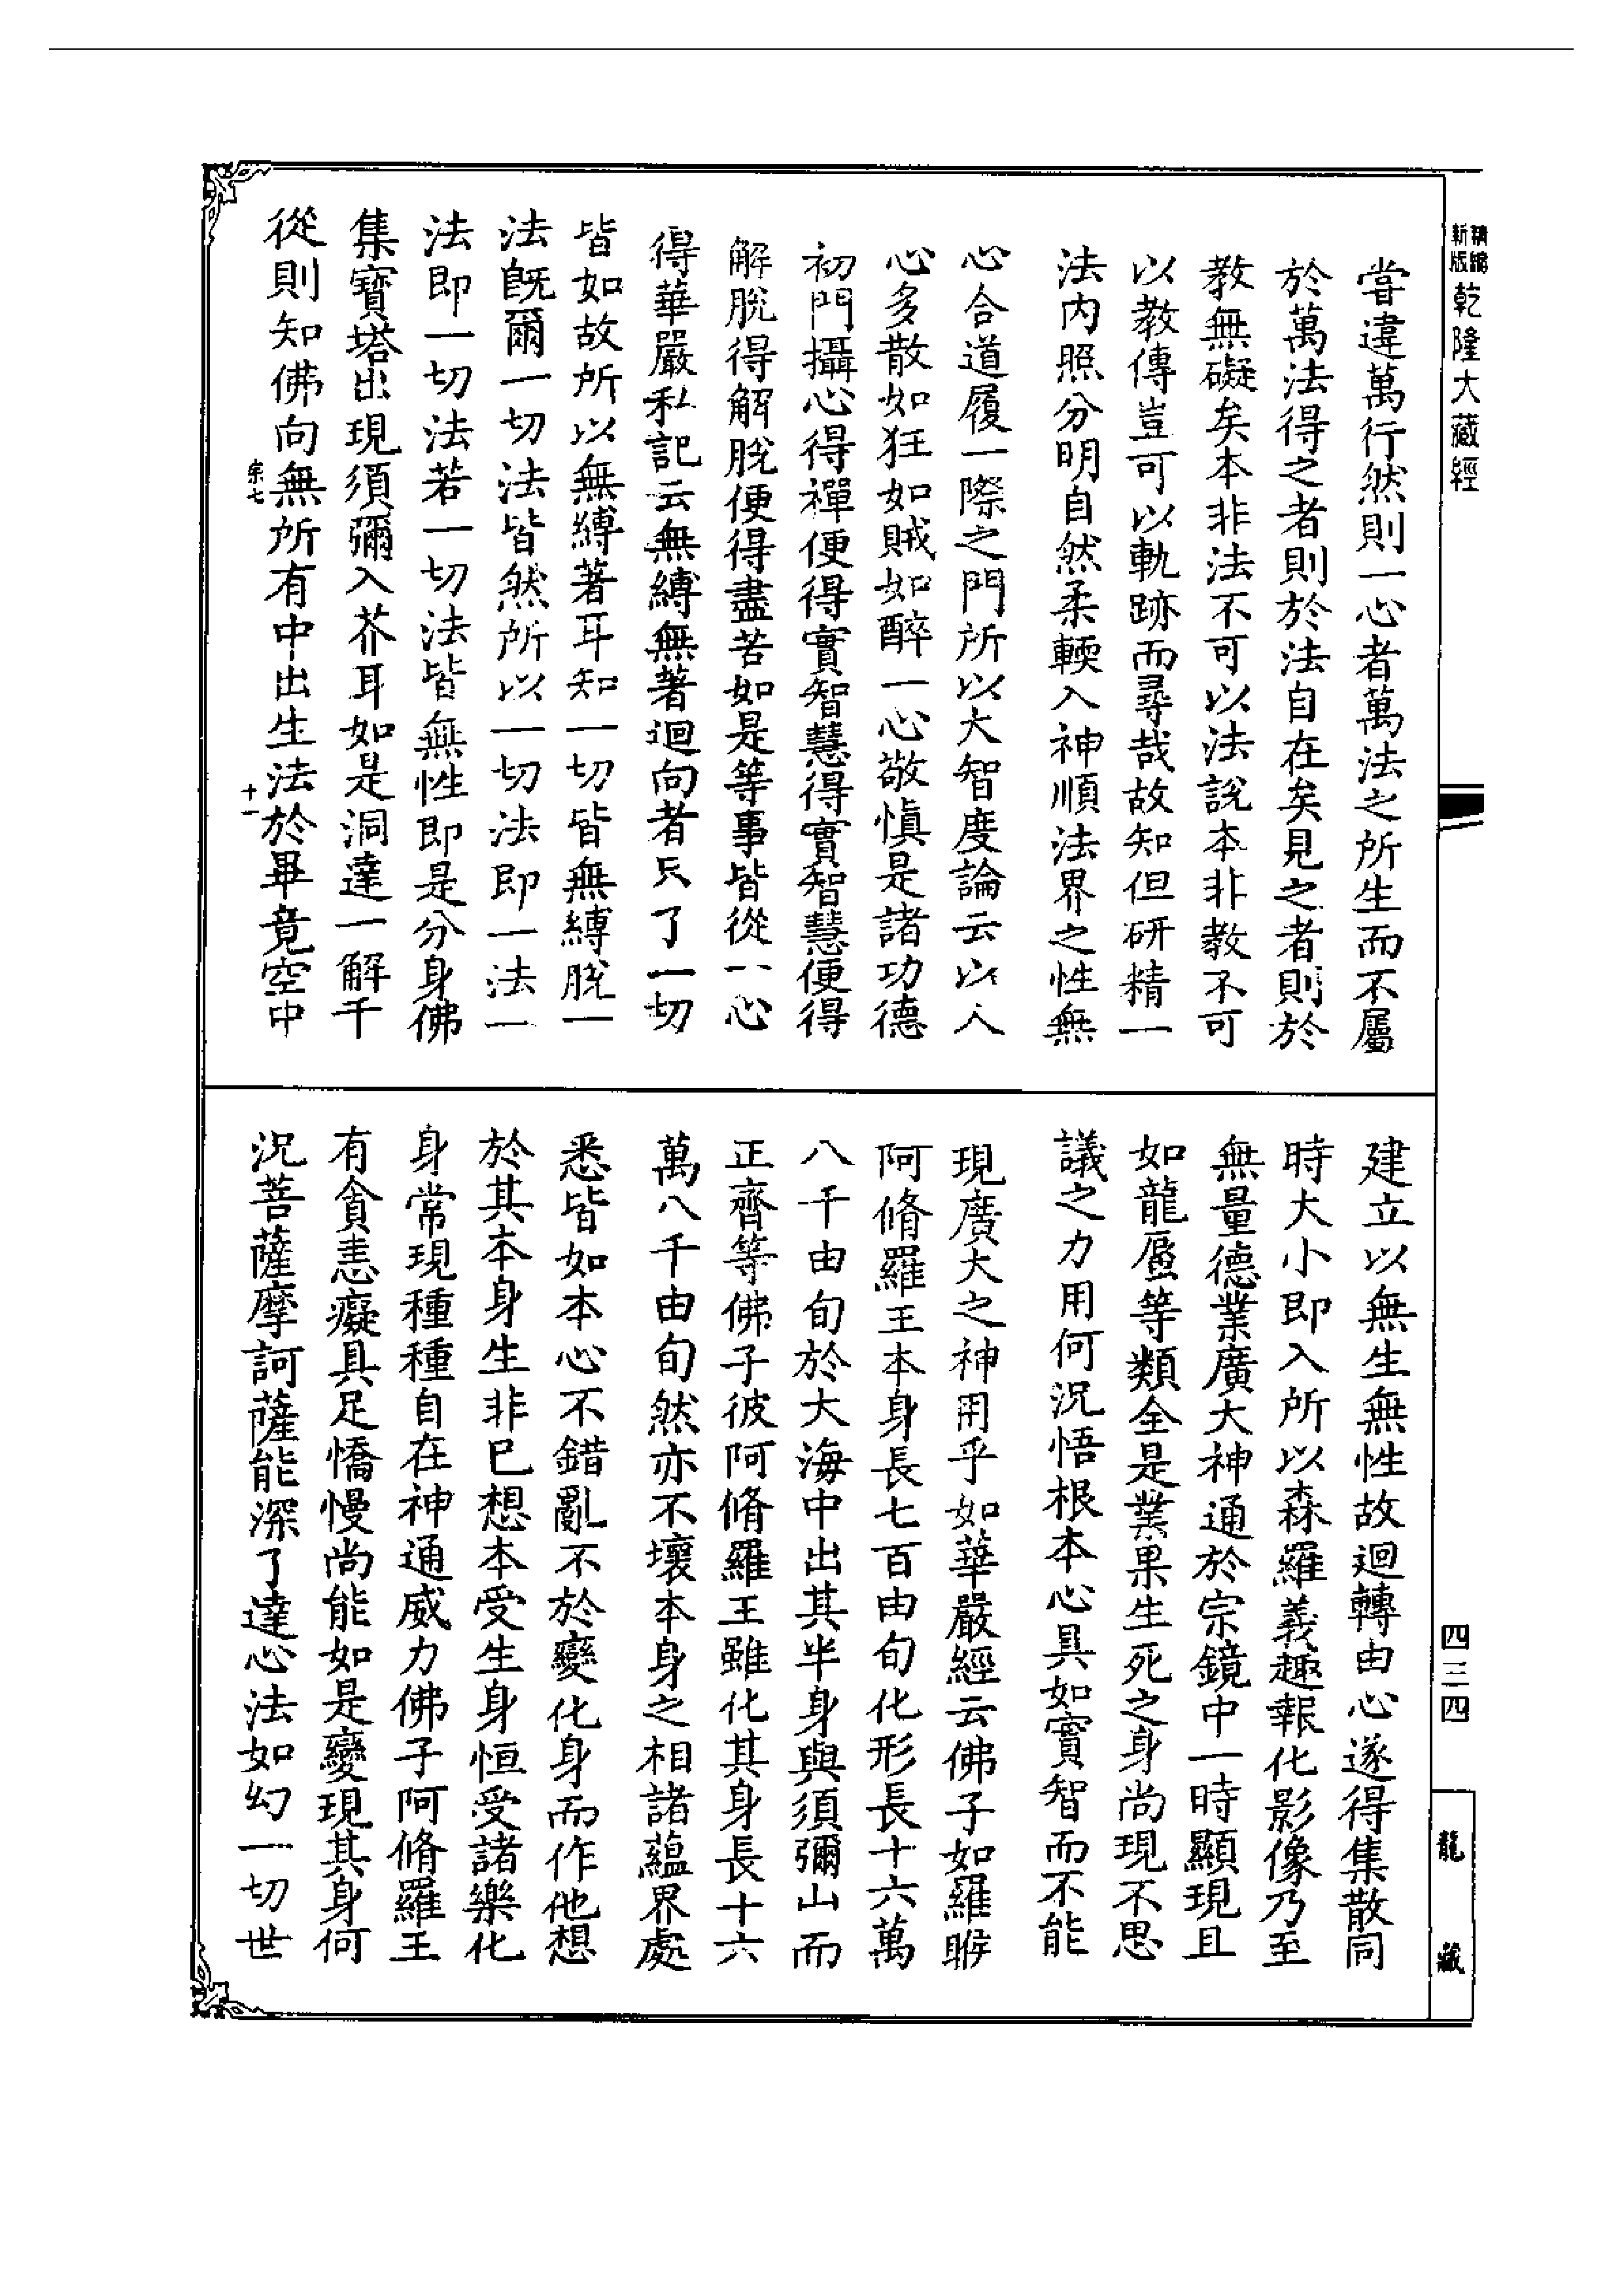 新版精編乾隆大藏經
嘗違萬行然則一心者萬法之所生而不屬
於萬法得之者則於法自在矣見之者則於
教無礙矣本非法不可以法說本非教不可
以教傳豈可以軌跡而尋哉故知但研精一
法內照分明自然柔輭入神順法界之性無
心合道履一際之門所以大智度論云以人
心多散如狂如賊如醉一心敬慎是諸功德
初門攝心得禪便得實智慧得實智慧便得
解脫得解脫便得盡苦如是等事皆從一心
得華嚴私記云無縛無著迴向者只了一切
皆如故所以無縛著耳知一切皆無縛脫一
法既爾一切法皆然所以一切法即一法一
法即一切法若一切法皆無性即是分身佛
集寶塔出現須彌入芥耳如是洞達一解千
從則知佛向無所有中出生法於畢竟空中
宗七
十一
建立以無生無性故迴轉由心遂得集散同
時大小即入所以森羅義趣報化影像乃至
無量德業廣大神通於宗鏡中一時顯現且
如龍蜃等類全是業果生死之身尚現不思
議之力用何況悟根本心具如實智而不能
現廣大之神用乎如華嚴經云佛子如羅睺
阿脩羅王本身長七百由旬化形長十六萬
八千由旬於大海中出其半身與須彌山而
正齊等佛子彼阿脩羅王雖化其身長十六
萬八千由旬然亦不壞本身之相諸蘊界處
悉皆如本心不錯亂不於變化身而作他想
於其本身生非巳想本受生身恒受諸樂化
身常現種種自在神通威力佛子阿脩羅王
有貪恚癡具足憍慢尚能如是變現其身何
況菩薩摩訶薩能深了達心法如幻一切世
四三四
龍藏